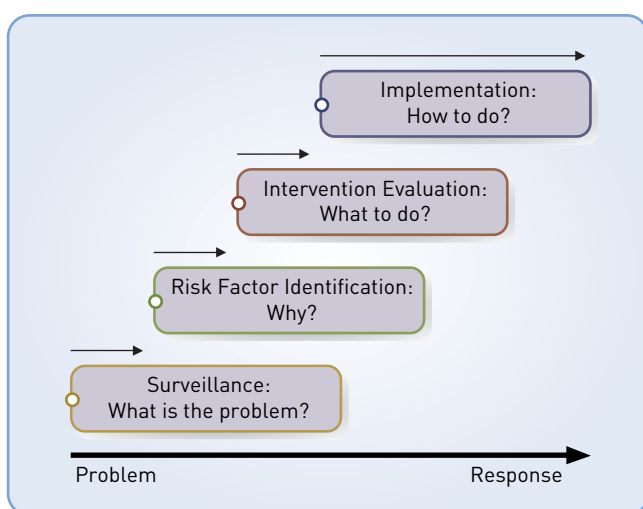 Implementation:
How to do?
Intervention Evaluation:
What to do?
Risk Factor Identification:
Why?
Surveillance:
What is the problem?
Problem
Response